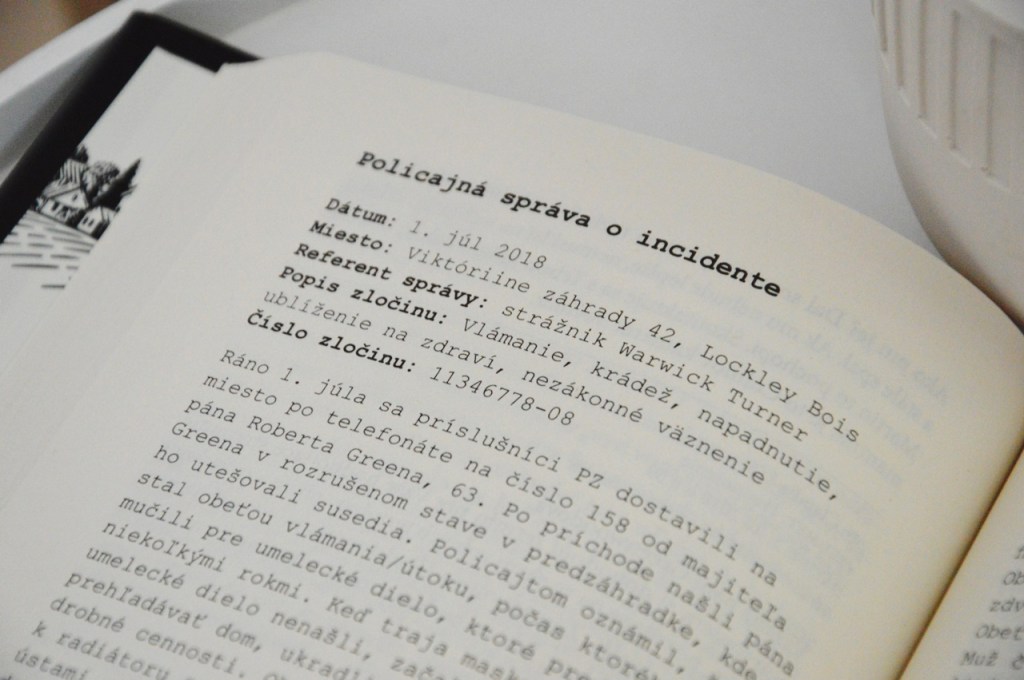 Policajná správa o incidente
Dátum: 1. júl 2018
Miesto: Viktóriine záhrady 42, Lockley Bois
Referent správy: strážnik Warwick Turner
Popis zločinu: Vlámanie, krádež, napadnutie,
ublíženie na zdraví, nezákonné väznenie
Číslo zločinu: 11346778-08
Ráno 1. júla sa príslušníci PZ dostavili na
miesto po telefonáte na číslo 158 od majiteľa
pána Roberta Greena, 63. Po príchode našli pána
Greena v rozrušenom stave v predzáhradke, kde
ho utešovali susedia. Policajtom oznámil,
stal obeťou vlámania/útoku, počas ktoréh
mučili pre umelecké dielo, ktoré pre
niekoľkými rokmi. Keď traja mask
umelecké dielo nenašli, zača
prehľadávať dom, ukradli
drobné cennosti.
k radiátoru
ústami
Muž